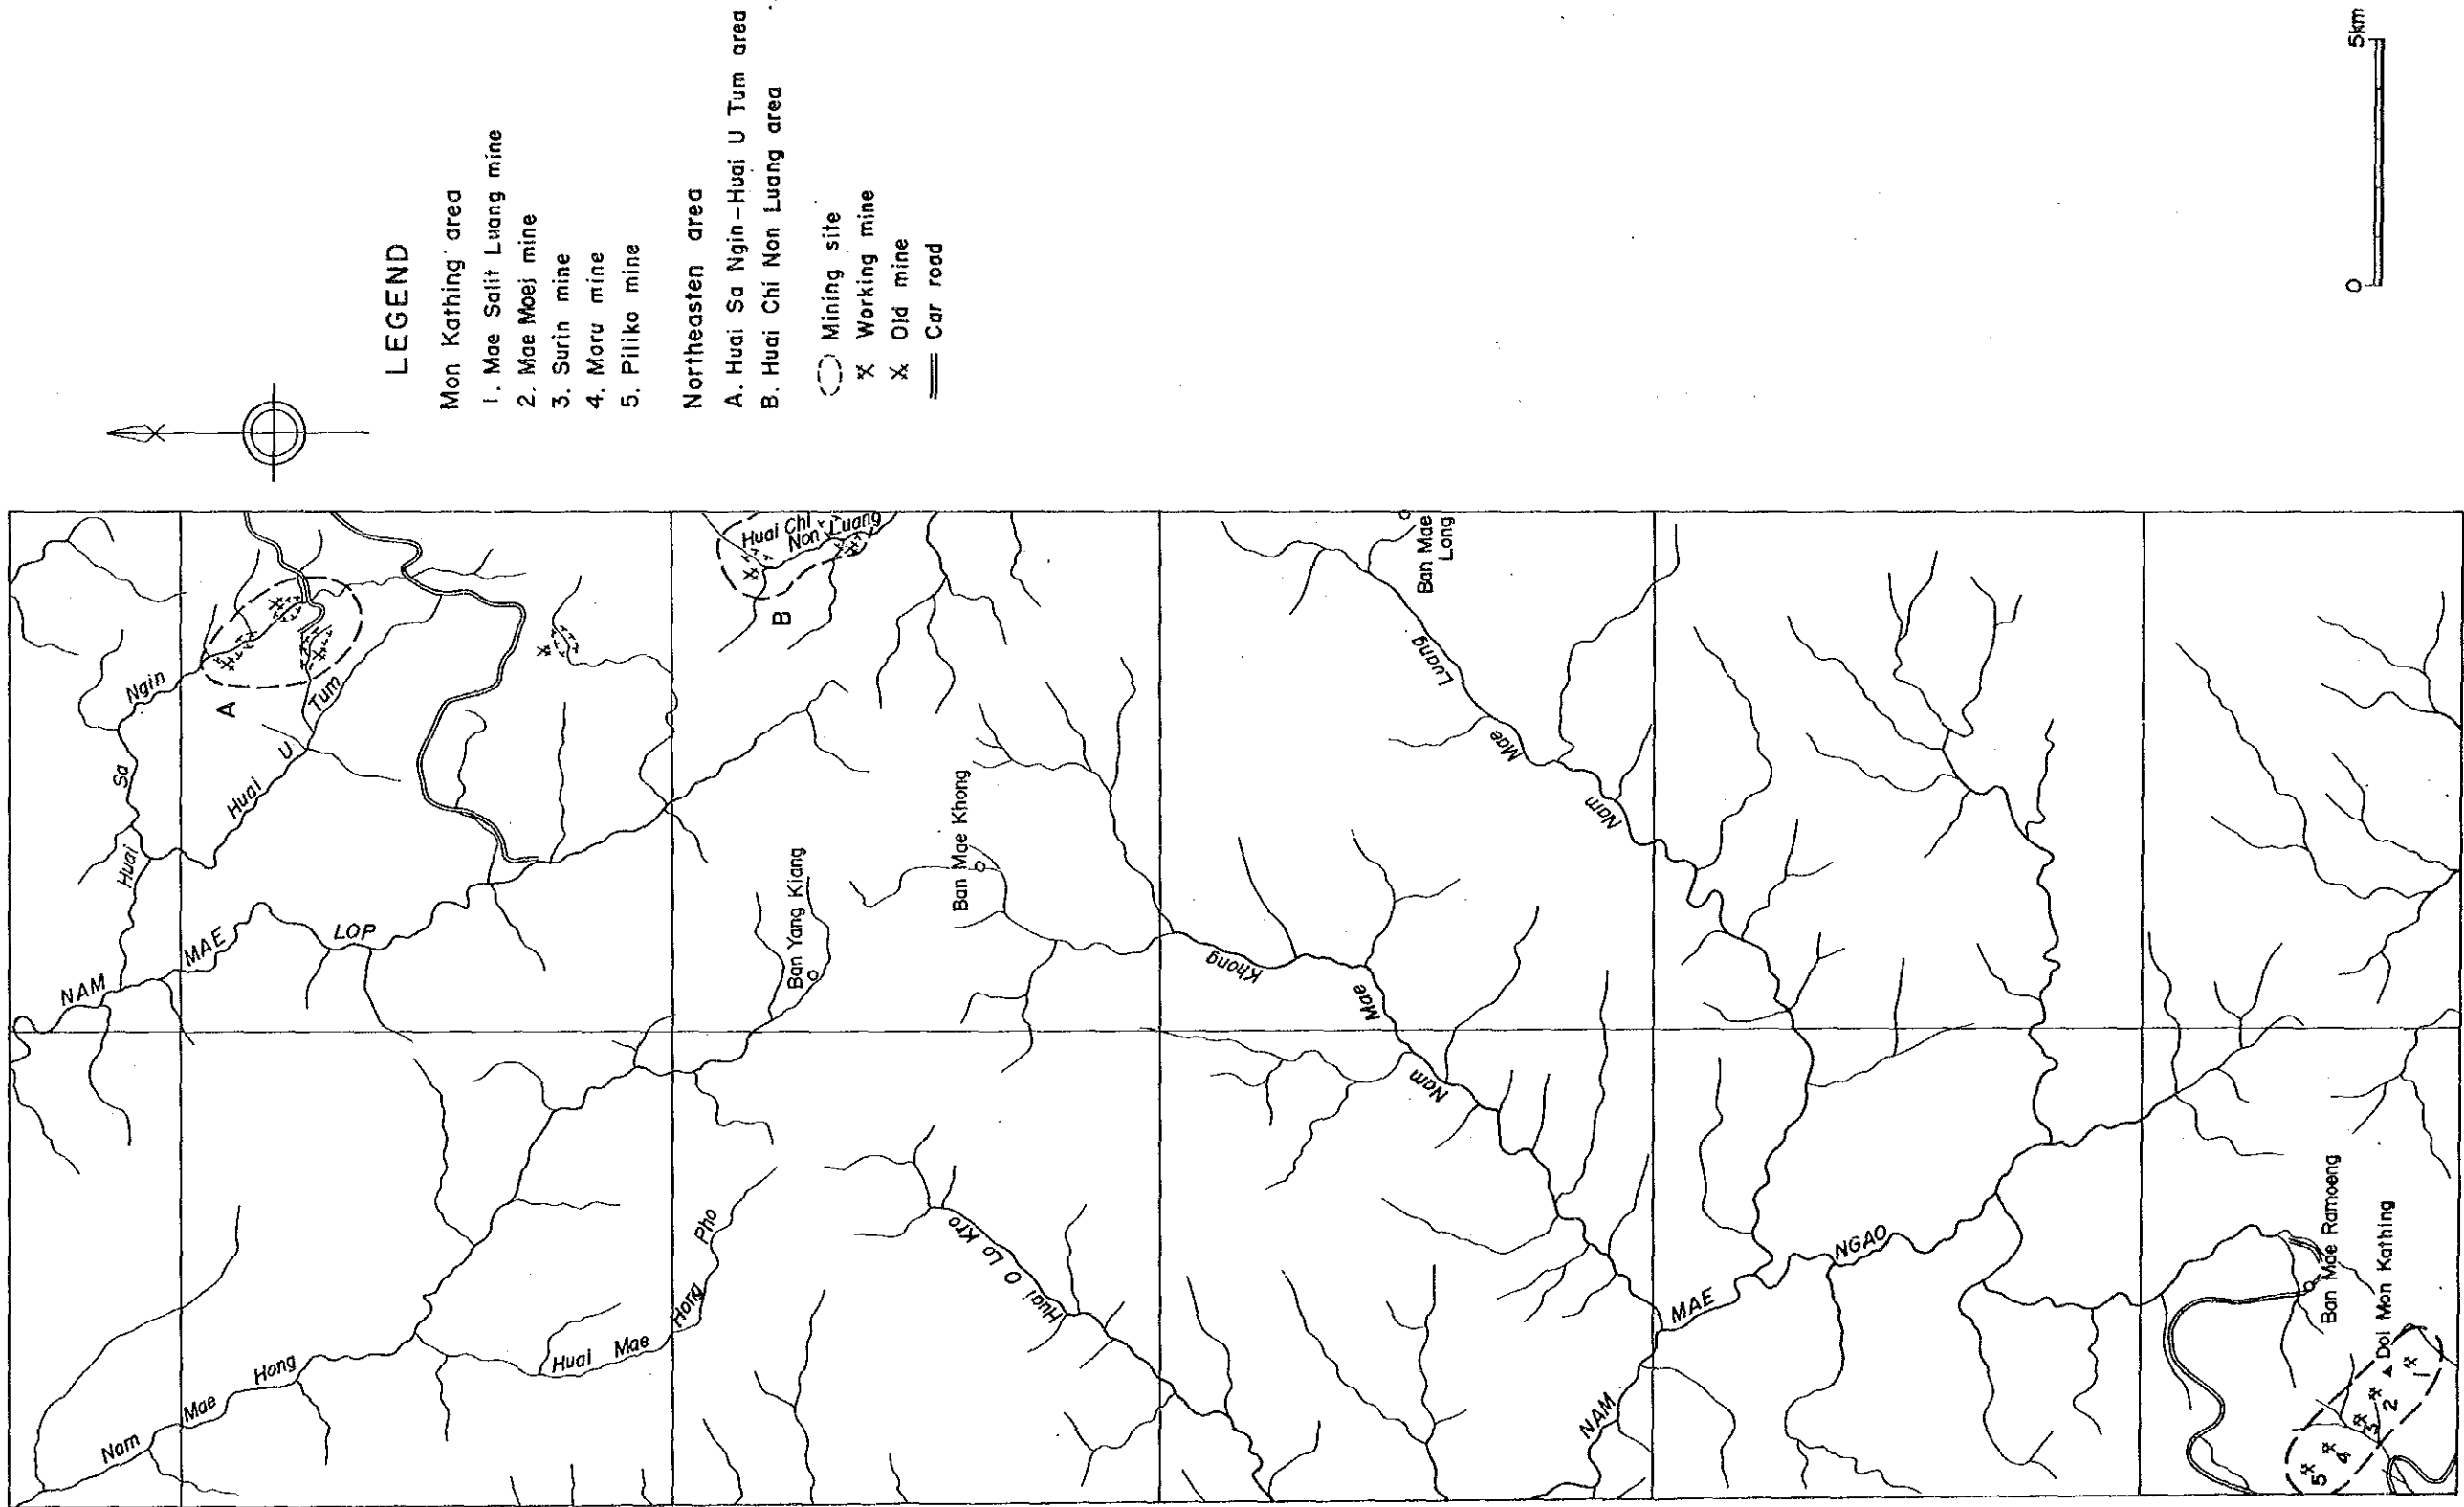 LEGEND
Mon Kathing area
1. Mae Salit Luang mine
2. Mae Moei mine
3. Surin mine
4. Moru mine
5. Piliko mine
Northeasten area
A. Huai Sa Ngin-Huai U Tum area
B. Huai Chi Non Luang area
Mining site
Working mine
Old mine
Car road
0 5km
NAM MAE LOP
Huai Sa Ngin
Huai U Tum
A
Huai Chi
Non Luang
B
Ban Yang Kiang
Ban Mae Khong
Ban Mae
Long
Nam Mae Hong
Huai Mae Hong Pho
Huai O Lo Kro
Nam Mae Khong
Nam Mae Luang
NAM MAE NGAO
Ban Mae Ramoeng
Doi Mon Kathing
1
2
3
4
5